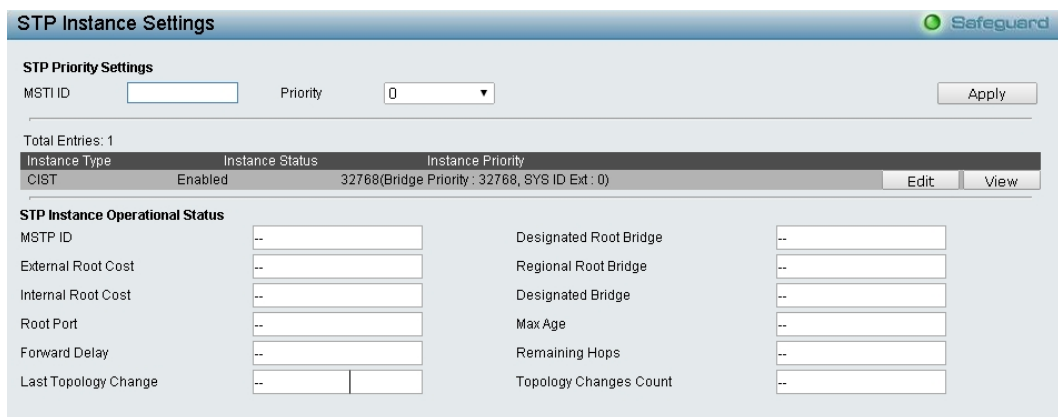 STP Instance Settings Safeguard
STP Priority Settings
MSTI ID Priority 0 Apply
Total Entries: 1
Instance Type Instance Status Instance Priority
CIST Enabled 32768(Bridge Priority : 32768, SYS ID Ext : 0) Edit View
STP Instance Operational Status
MSTP ID -- Designated Root Bridge --
External Root Cost -- Regional Root Bridge --
Internal Root Cost -- Designated Bridge --
Root Port -- Max Age --
Forward Delay -- Remaining Hops --
Last Topology Change -- Topology Changes Count --